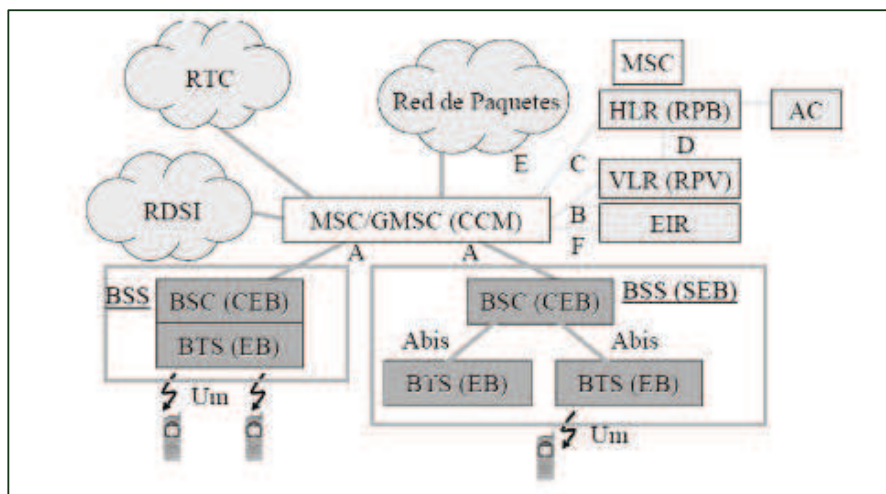 RTC
MSC
Red de Paquetes
HLR (RPB)
AC
E
C
D
VLR (RPV)
RDSI
MSC/GMSC (CCM)
B
EIR
F
A
A
BSS
BSC (CEB)
BTS (EB)
Um
BSC (CEB)
BSS (SEB)
Abis
Abis
BTS (EB)
BTS (EB)
Um